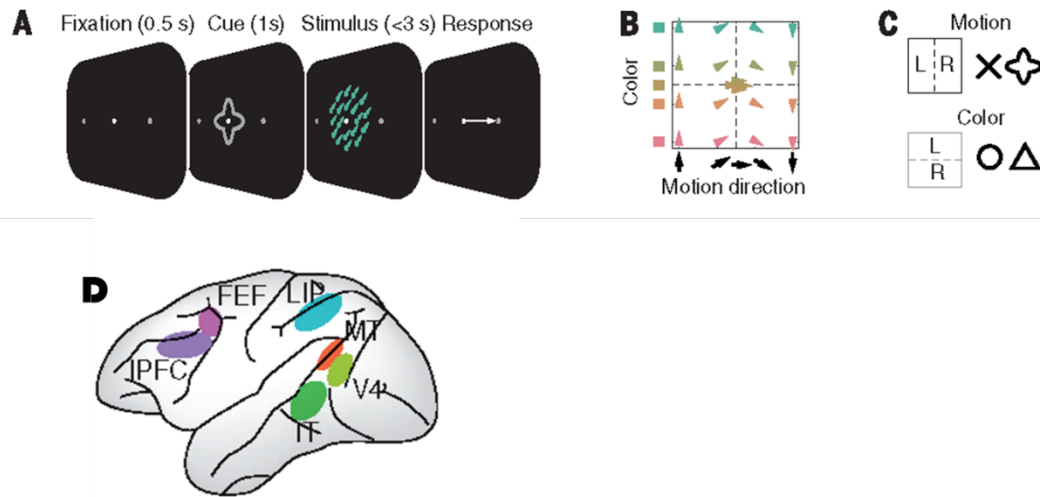 A
Fixation (0.5 s) Cue (1s) Stimulus (<3 s) Response
B
Color
Motion direction
C
Motion
L R
Color
L
R
D
FEF LIP
MT
lPFC
V4
IT